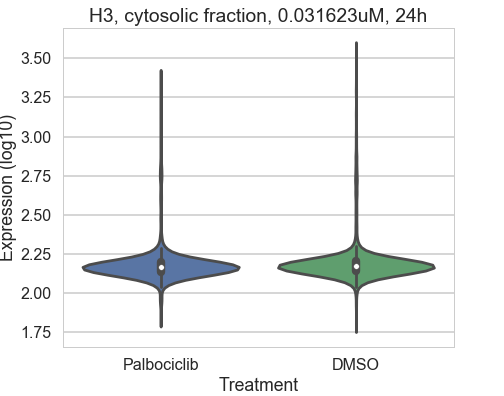 H3, cytosolic fraction, 0.031623uM, 24h
Expression (log10)
3.50
3.25
3.00
2.75
2.50
2.25
2.00
1.75
Palbociclib DMSO
Treatment